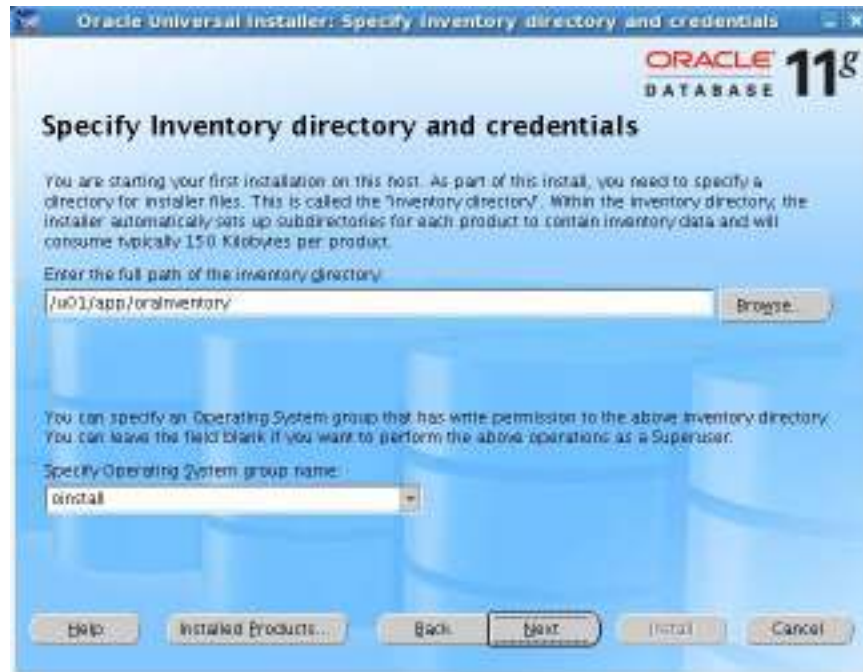 Oracle Universal Installer: Specify Inventory directory and credentials
ORACLE 11g
DATABASE
Specify Inventory directory and credentials
You are starting your first installation on this host. As part of this install, you need to specify a
directory for installer files. This is called the "inventory directory". Within the inventory directory, the
installer automatically sets up subdirectories for each product to contain inventory data and will
consume typically 150 Kilobytes per product.
Enter the full path of the inventory directory:
/u01/app/oraInventory
Browse...
You can specify an Operating System group that has write permission to the above inventory directory.
You can leave the field blank if you want to perform the above operations as a Superuser.
Specify Operating System group name:
oinstall
Help
Installed Products...
Back
Next
Install
Cancel